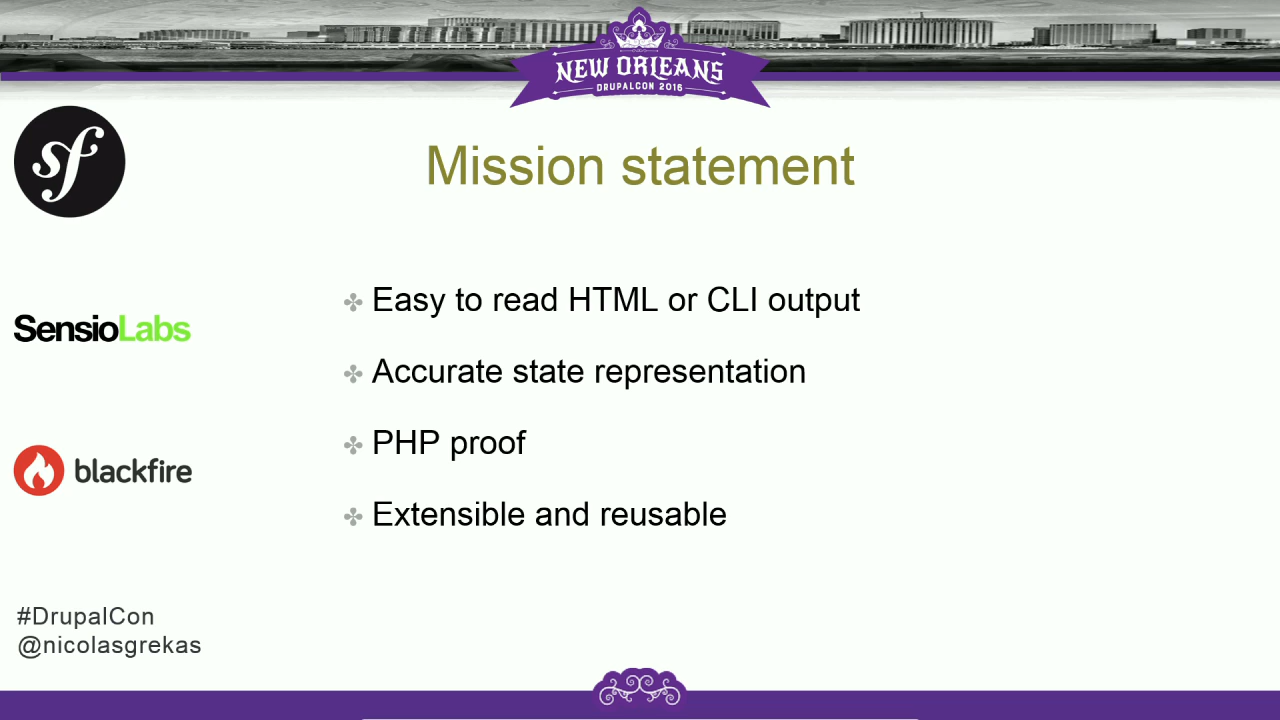 NEW ORLEANS
DRUPALCON 2016
sf
Mission statement
Easy to read HTML or CLI output
SensioLabs
Accurate state representation
PHP proof
blackfire
Extensible and reusable
#DrupalCon
@nicolasgrekas